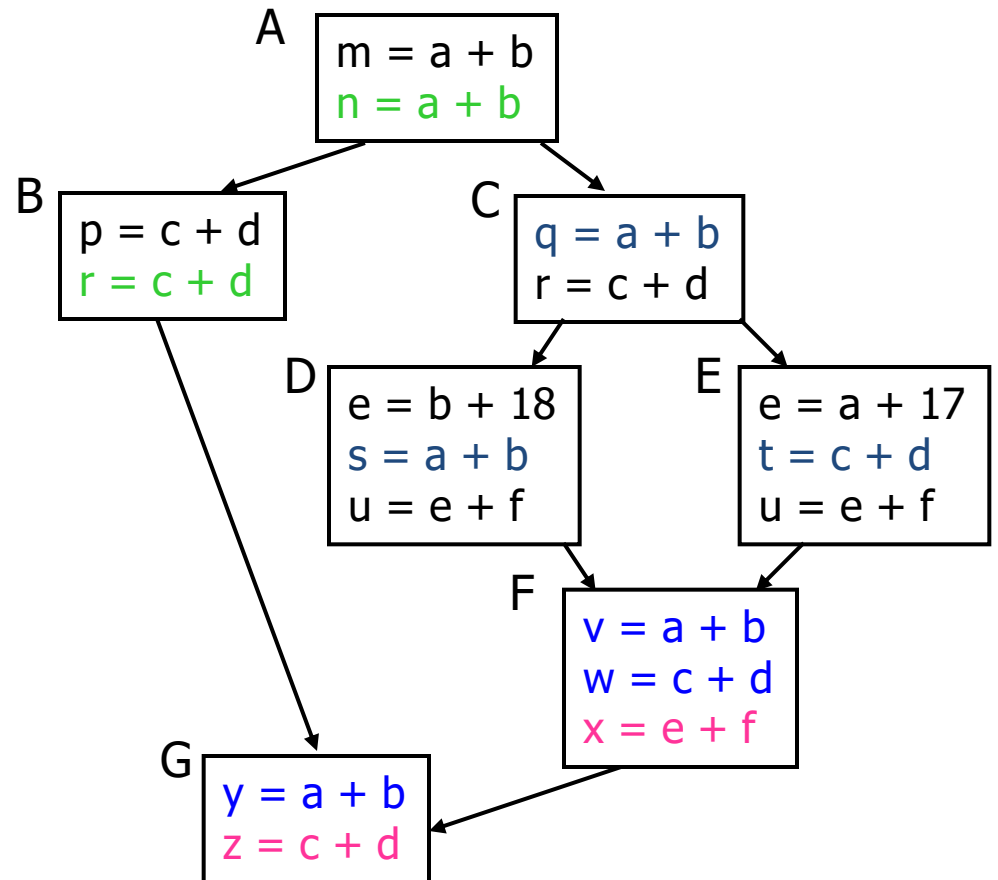 A
m = a + b
n = a + b
B
p = c + d
r = c + d
C
q = a + b
r = c + d
D
e = b + 18
s = a + b
u = e + f
E
e = a + 17
t = c + d
u = e + f
F
v = a + b
w = c + d
x = e + f
G
y = a + b
z = c + d